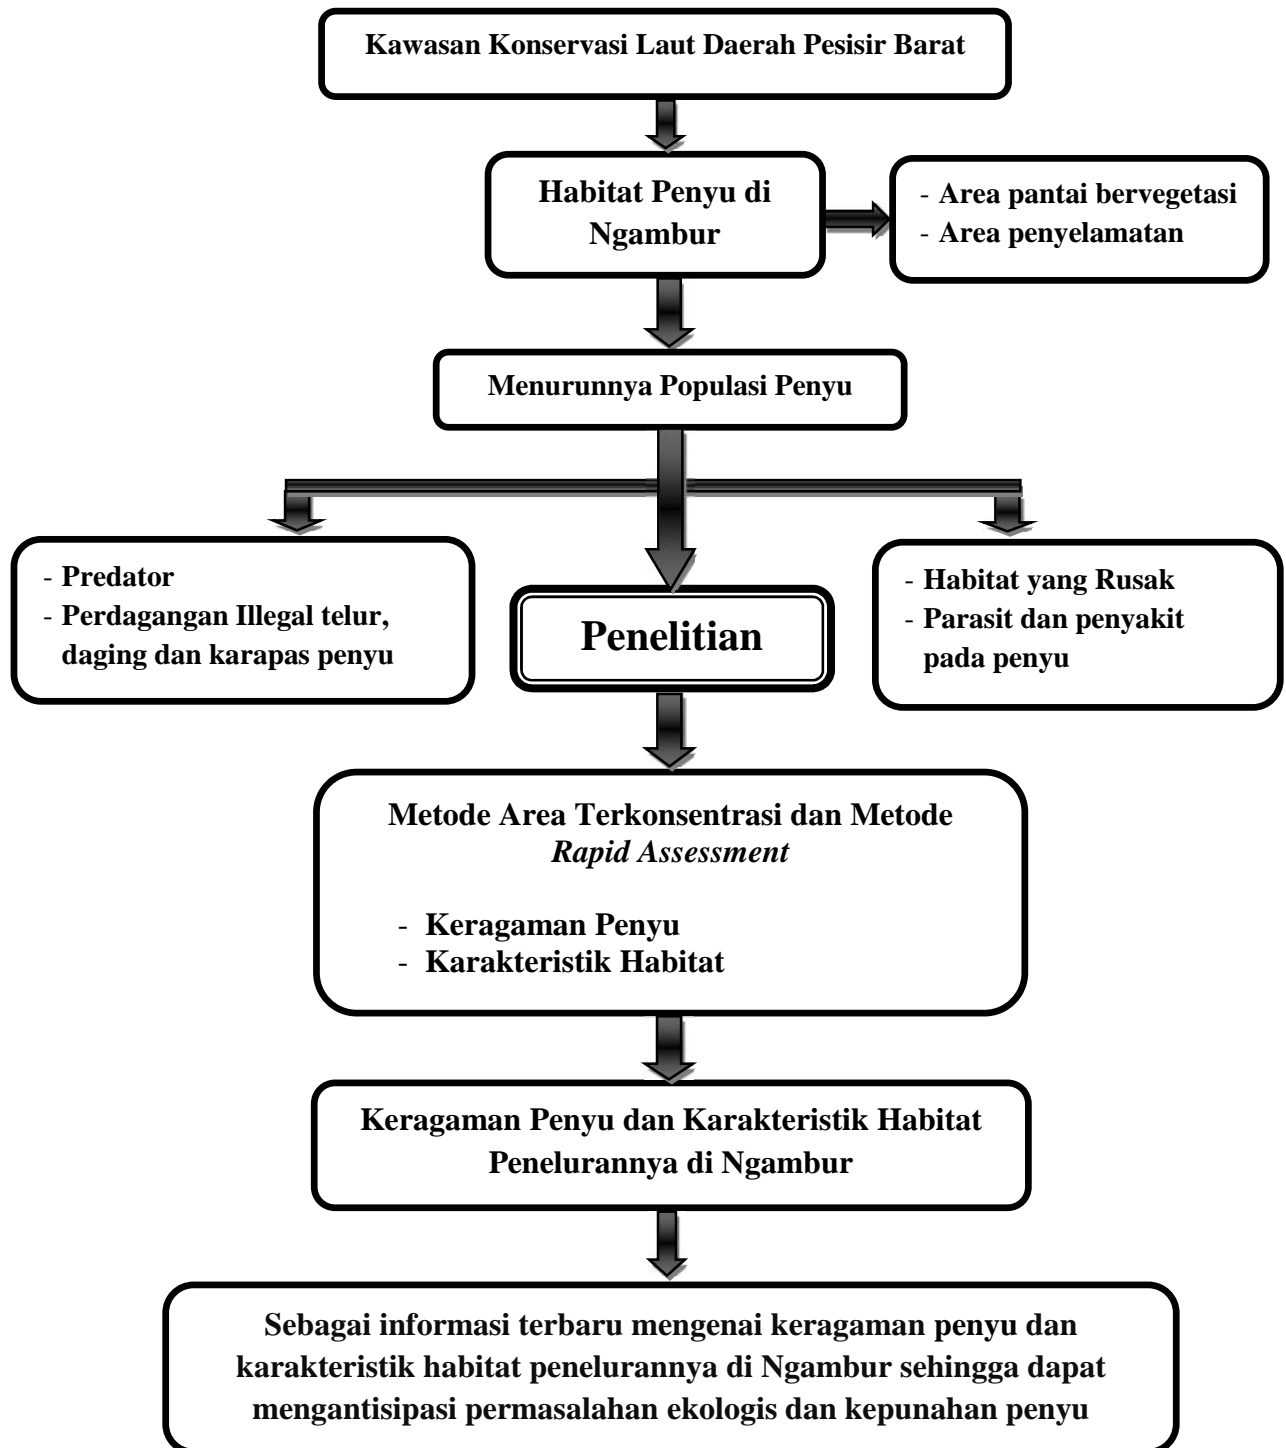 Kawasan Konservasi Laut Daerah Pesisir Barat
Habitat Penyu di
Ngambur
- Area pantai bervegetasi
- Area penyelamatan
Menurunnya Populasi Penyu
- Predator
- Perdagangan Illegal telur,
daging dan karapas penyu
Penelitian
- Habitat yang Rusak
- Parasit dan penyakit
pada penyu
Metode Area Terkonsentrasi dan Metode
Rapid Assessment
- Keragaman Penyu
- Karakteristik Habitat
Keragaman Penyu dan Karakteristik Habitat
Penelurannya di Ngambur
Sebagai informasi terbaru mengenai keragaman penyu dan
karakteristik habitat penelurannya di Ngambur sehingga dapat
mengantisipasi permasalahan ekologis dan kepunahan penyu